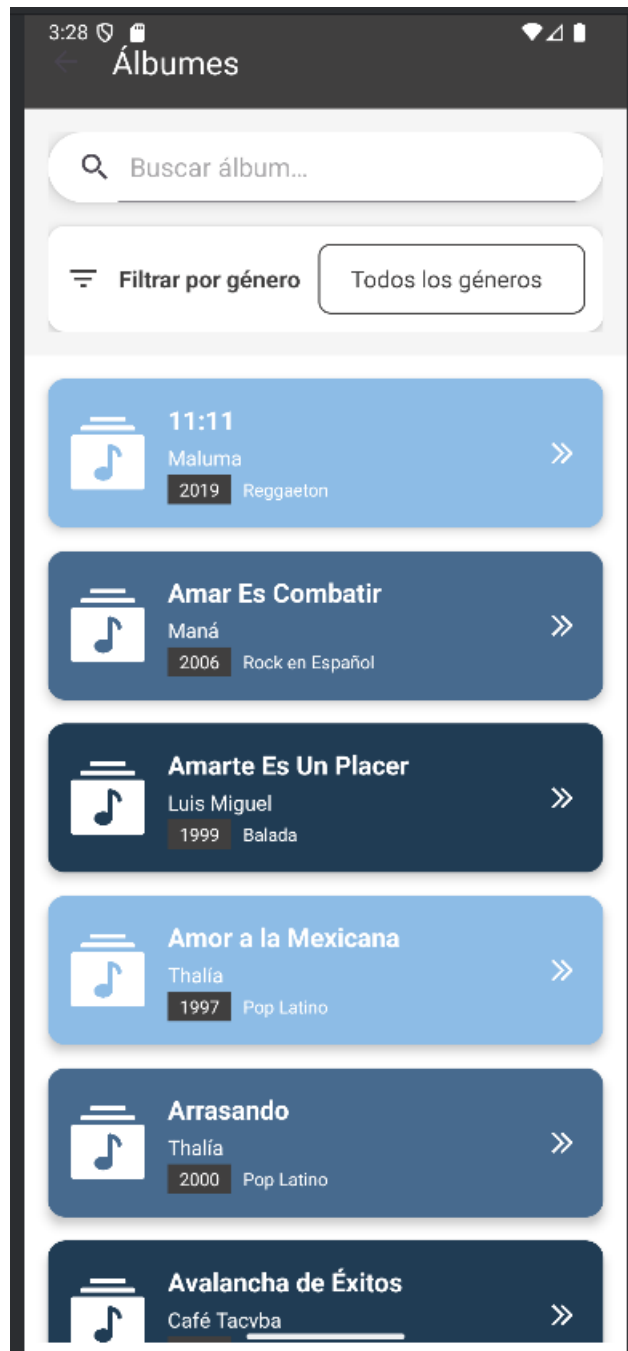 3:28
Álbumes
Buscar álbum...
Filtrar por género
Todos los géneros
11:11
Maluma
2019 Reggaeton
Amar Es Combatir
Maná
2006 Rock en Español
Amarte Es Un Placer
Luis Miguel
1999 Balada
Amor a la Mexicana
Thalía
1997 Pop Latino
Arrasando
Thalía
2000 Pop Latino
Avalancha de Éxitos
Café Tacvba